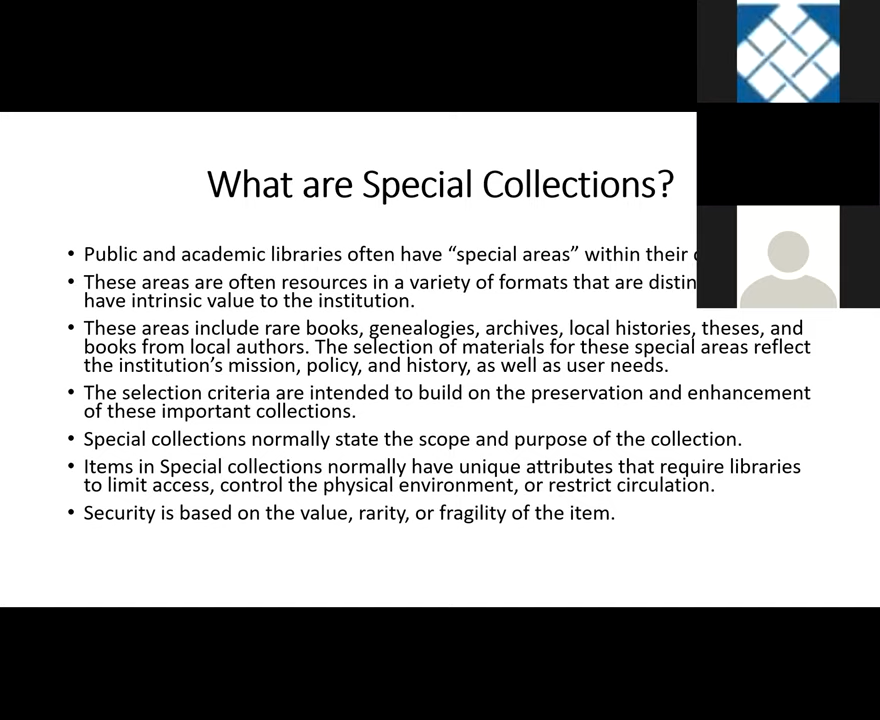 What are Special Collections?
• Public and academic libraries often have “special areas” within their
• These areas are often resources in a variety of formats that are
have intrinsic value to the institution.
• These areas include rare books, genealogies, archives, local histories, theses, and
books from local authors. The selection of materials for these special areas reflect
the institution’s mission, policy, and history, as well as user needs.
• The selection criteria are intended to build on the preservation and enhancement
of these important collections.
• Special collections normally state the scope and purpose of the collection.
• Items in Special collections normally have unique attributes that require libraries
to limit access, control the physical environment, or restrict circulation.
• Security is based on the value, rarity, or fragility of the item.